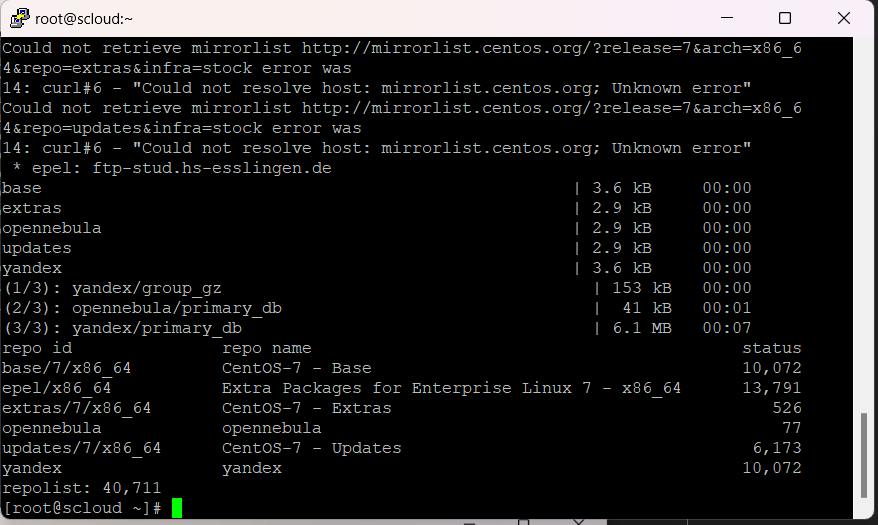 root@scloud:~
Could not retrieve mirrorlist http://mirrorlist.centos.org/?release=7&arch=x86_6
4&repo=extras&infra=stock error was
14: curl#6 - "Could not resolve host: mirrorlist.centos.org; Unknown error"
Could not retrieve mirrorlist http://mirrorlist.centos.org/?release=7&arch=x86_6
4&repo=updates&infra=stock error was
14: curl#6 - "Could not resolve host: mirrorlist.centos.org; Unknown error"
 * epel: ftp-stud.hs-esslingen.de
base                                                     | 3.6 kB     00:00
extras                                                   | 2.9 kB     00:00
opennebula                                               | 2.9 kB     00:00
updates                                                  | 2.9 kB     00:00
yandex                                                   | 3.6 kB     00:00
(1/3): yandex/group_gz                                     | 153 kB   00:00
(2/3): opennebula/primary_db                               |  41 kB   00:01
(3/3): yandex/primary_db                                   | 6.1 MB   00:07
repo id               repo name                                           status
base/7/x86_64         CentOS-7 - Base                                     10,072
epel/x86_64           Extra Packages for Enterprise Linux 7 - x86_64      13,791
extras/7/x86_64       CentOS-7 - Extras                                      526
opennebula            opennebula                                              77
updates/7/x86_64      CentOS-7 - Updates                                   6,173
yandex                yandex                                              10,072
repolist: 40,711
[root@scloud ~]#